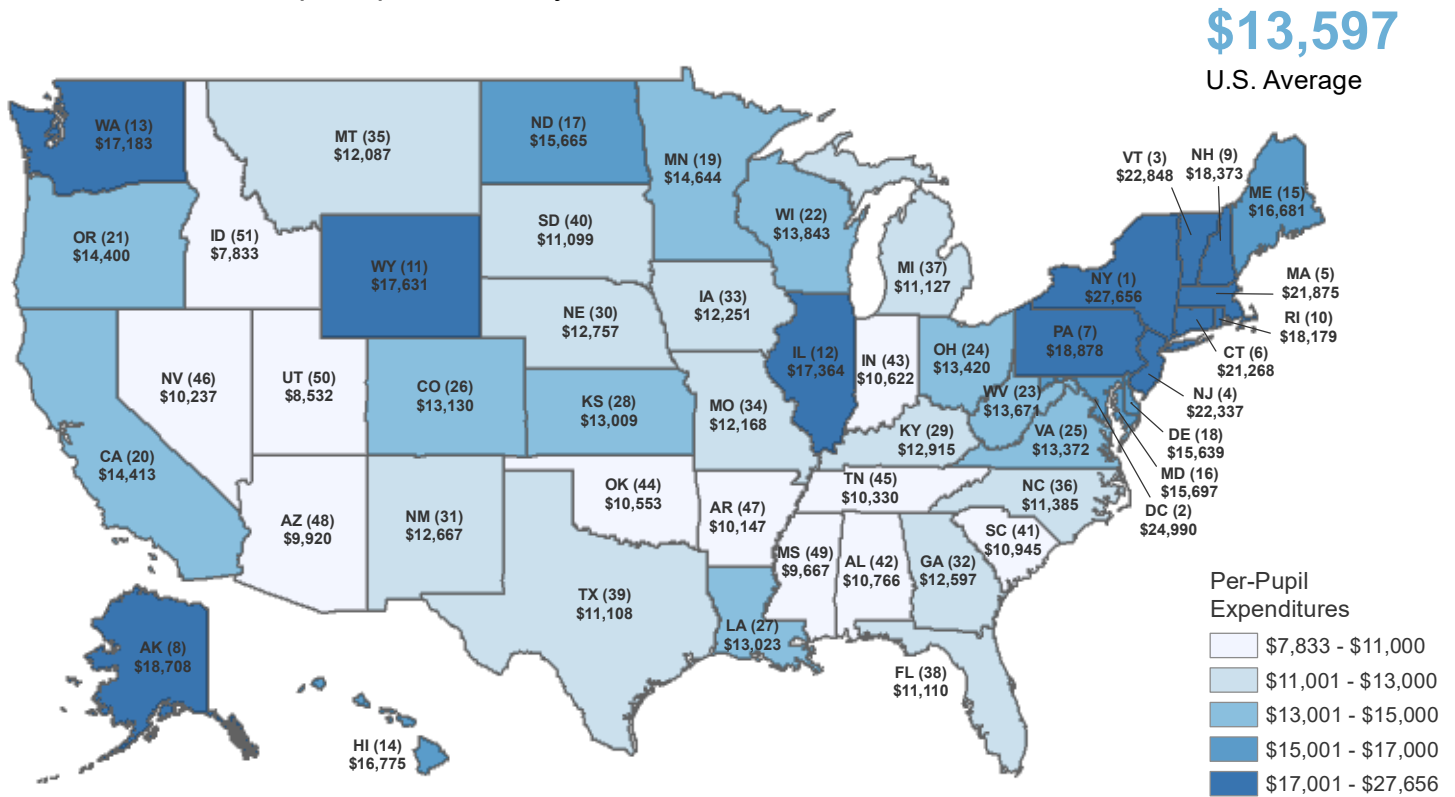 $13,597
U.S. Average
WA (13)
$17,183
MT (35)
$12,087
ND (17)
$15,665
MN (19)
$14,644
VT (3)
$22,848
NH (9)
$18,373
ME (15)
$16,681
OR (21)
$14,400
ID (51)
$7,833
SD (40)
$11,099
WI (22)
$13,843
WY (11)
$17,631
MI (37)
$11,127
NY (1)
$27,656
MA (5)
$21,875
RI (10)
$18,179
CT (6)
$21,268
NJ (4)
$22,337
DE (18)
$15,639
MD (16)
$15,697
DC (2)
$24,990
IA (33)
$12,251
NE (30)
$12,757
PA (7)
$18,878
IL (12)
$17,364
IN (43)
$10,622
OH (24)
$13,420
NV (46)
$10,237
UT (50)
$8,532
CO (26)
$13,130
KS (28)
$13,009
MO (34)
$12,168
WV (23)
$13,671
KY (29)
$12,915
VA (25)
$13,372
CA (20)
$14,413
AZ (48)
$9,920
NM (31)
$12,667
OK (44)
$10,553
AR (47)
$10,147
TN (45)
$10,330
NC (36)
$11,385
SC (41)
$10,945
MS (49)
$9,667
AL (42)
$10,766
GA (32)
$12,597
TX (39)
$11,108
LA (27)
$13,023
FL (38)
$11,110
AK (8)
$18,708
HI (14)
$16,775
Per-Pupil
Expenditures
$7,833 - $11,000
$11,001 - $13,000
$13,001 - $15,000
$15,001 - $17,000
$17,001 - $27,656